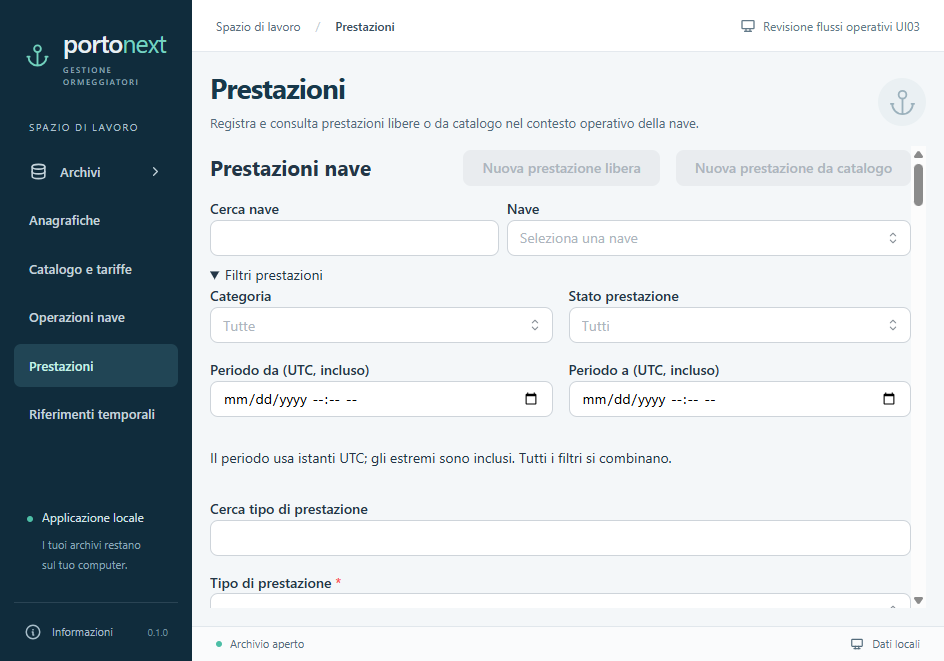 portonext
GESTIONE
ORMEGGIATORI
SPAZIO DI LAVORO
Archivi
Anagrafiche
Catalogo e tariffe
Operazioni nave
Prestazioni
Riferimenti temporali
Applicazione locale
I tuoi archivi restano
sul tuo computer.
Informazioni 0.1.0
Spazio di lavoro / Prestazioni
Revisione flussi operativi UI03
Prestazioni
Registra e consulta prestazioni libere o da catalogo nel contesto operativo della nave.
Prestazioni nave
Nuova prestazione libera
Nuova prestazione da catalogo
Cerca nave
Nave
Seleziona una nave
▼ Filtri prestazioni
Categoria
Stato prestazione
Tutte
Tutti
Periodo da (UTC, incluso)
Periodo a (UTC, incluso)
mm/dd/yyyy --:-- --
mm/dd/yyyy --:-- --
Il periodo usa istanti UTC; gli estremi sono inclusi. Tutti i filtri si combinano.
Cerca tipo di prestazione
Tipo di prestazione *
Archivio aperto
Dati locali